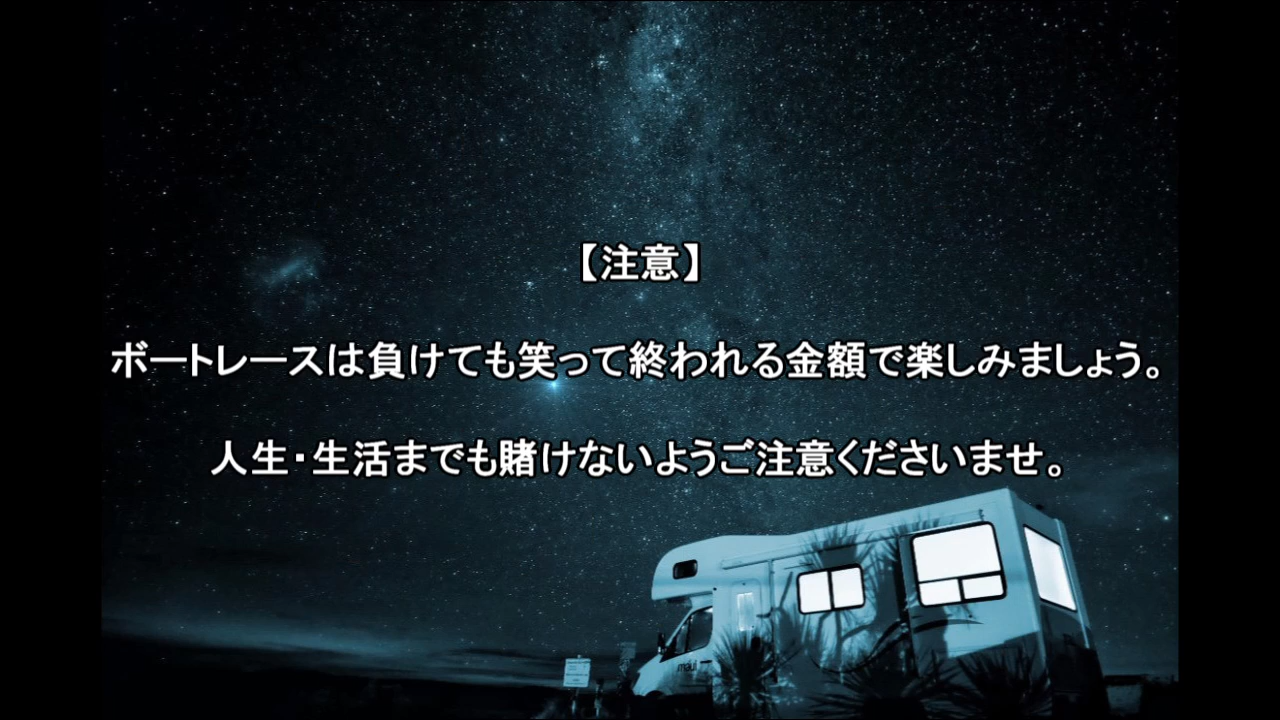 【注意】
ボートレースは負けても笑って終われる金額で楽しみましょう。
人生・生活までも賭けないようご注意くださいませ。
maui